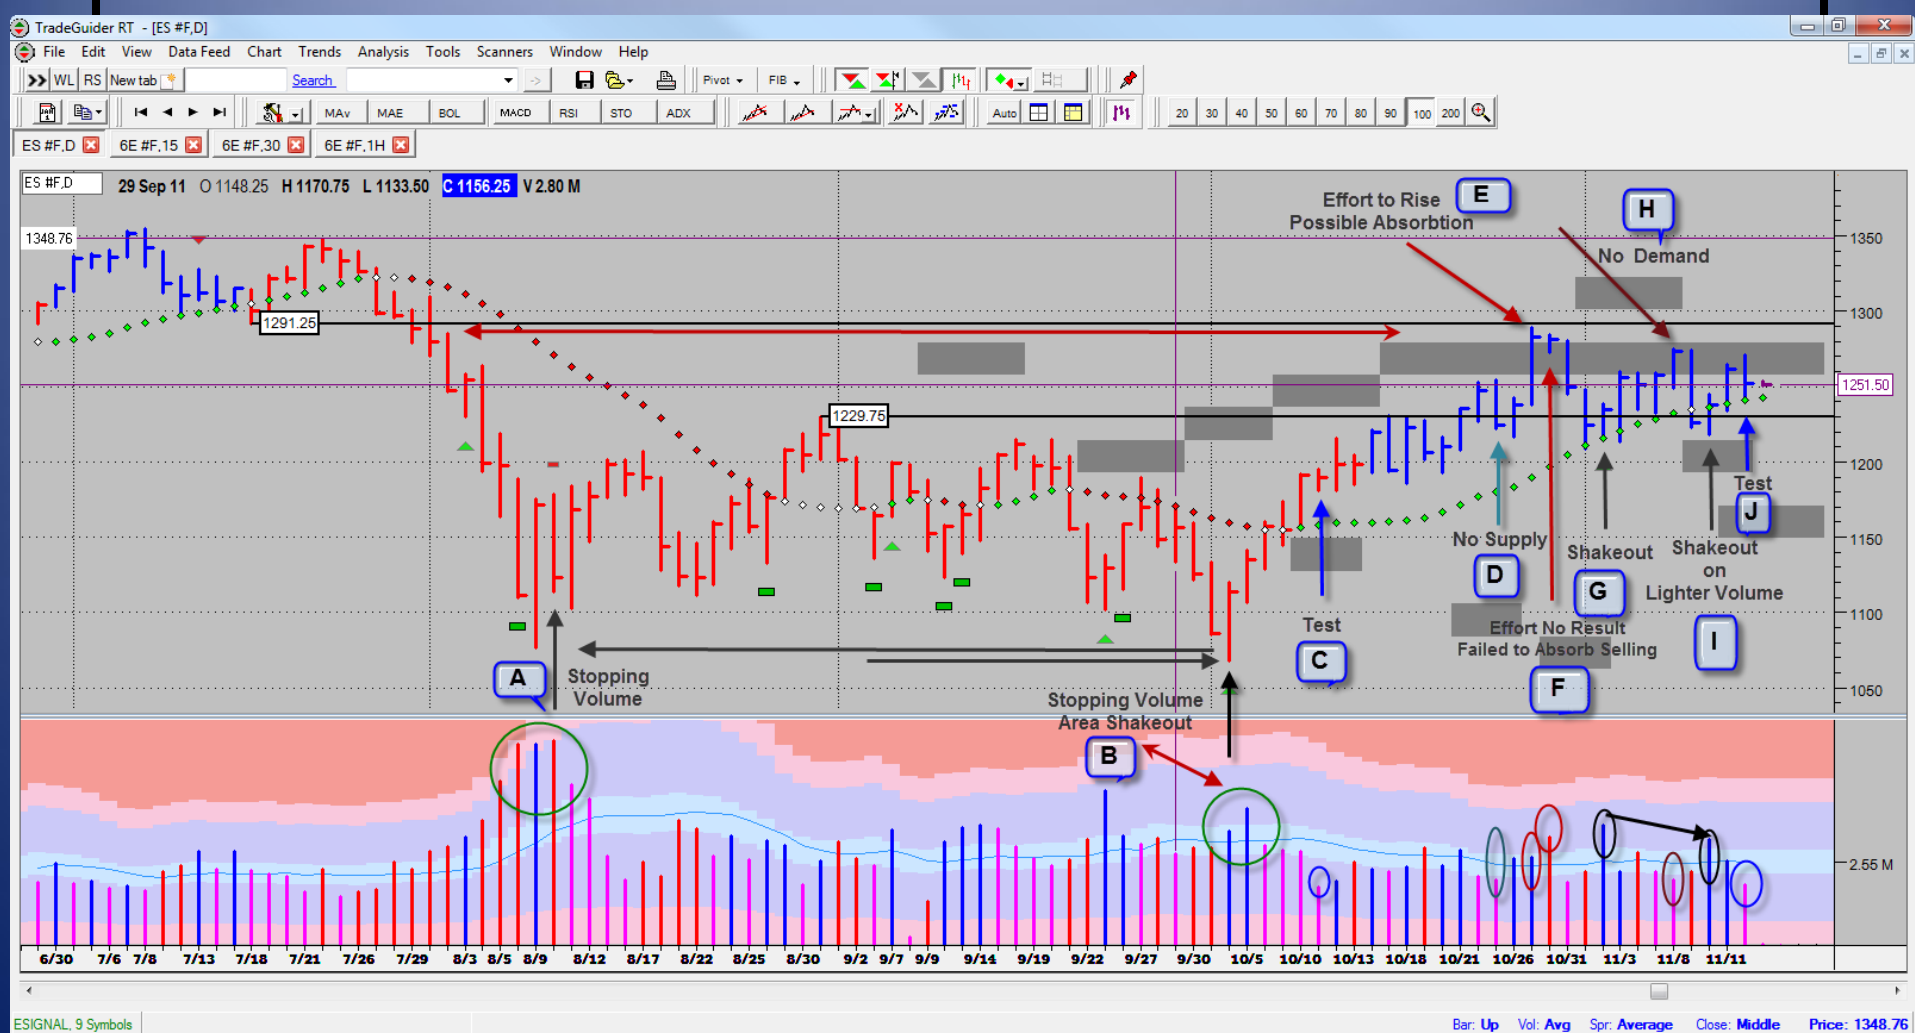 TradeGuider RT - [ES #F,D]
File Edit View Data Feed Chart Trends Analysis Tools Scanners Window Help
WL RS New tab Search -> Pivot FIB
MAv MAE BOL MACD RSI STO ADX Auto 20 30 40 50 60 70 80 90 100 200
ES #F,D 6E #F,15 6E #F,30 6E #F,1H
ES #F,D 29 Sep 11 O 1148.25 H 1170.75 L 1133.50 C 1156.25 V 2.80 M
Effort to Rise E
Possible Absorbtion
H
No Demand
1348.76
1350
1291.25
1300
1251.50
1229.75
1200
Test
J
1150
No Supply
D
Shakeout
G
Shakeout
on
Lighter Volume
I
1100
Test
C
Effort No Result
Failed to Absorb Selling
F
A
Stopping
Volume
1050
Stopping Volume
Area Shakeout
B
2.55 M
6/30 7/6 7/8 7/13 7/18 7/21 7/26 7/29 8/3 8/5 8/9 8/12 8/17 8/22 8/25 8/30 9/2 9/7 9/9 9/14 9/19 9/22 9/27 9/30 10/5 10/10 10/13 10/18 10/21 10/26 10/31 11/3 11/8 11/11
ESIGNAL, 9 Symbols
Bar: Up Vol: Avg Spr: Average Close: Middle Price: 1348.76